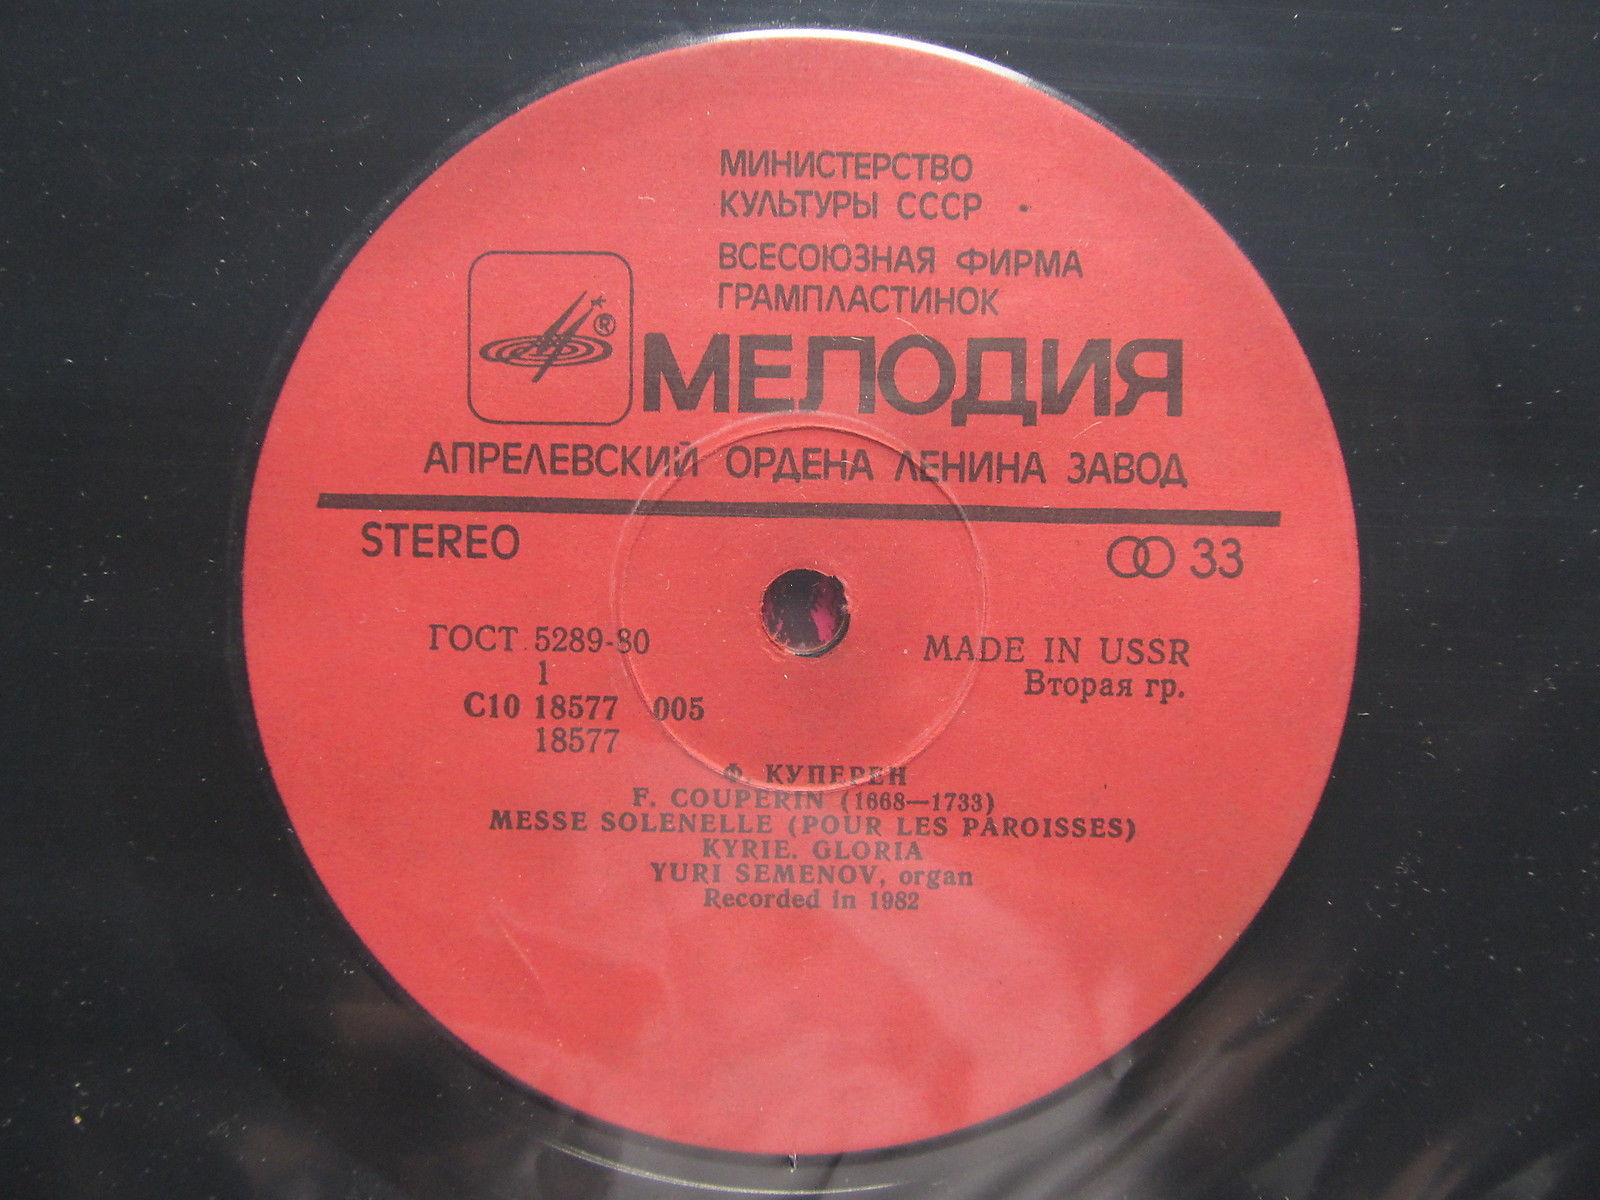 МИНИСТЕРСТВО
КУЛЬТУРЫ СССР
ВСЕСОЮЗНАЯ ФИРМА
ГРАМПЛАСТИНОК
®
МЕЛОДИЯ
АПРЕЛЕВСКИЙ ОРДЕНА ЛЕНИНА ЗАВОД
STEREO
33
ГОСТ 5289-80
MADE IN USSR
1
Вторая гр.
С10 18577 005
18577
Ф. КУПЕРЕН
F. COUPERIN (1668—1733)
MESSE SOLENELLE (POUR LES PAROISSES)
KYRIE. GLORIA
YURI SEMENOV, organ
Recorded in 1982